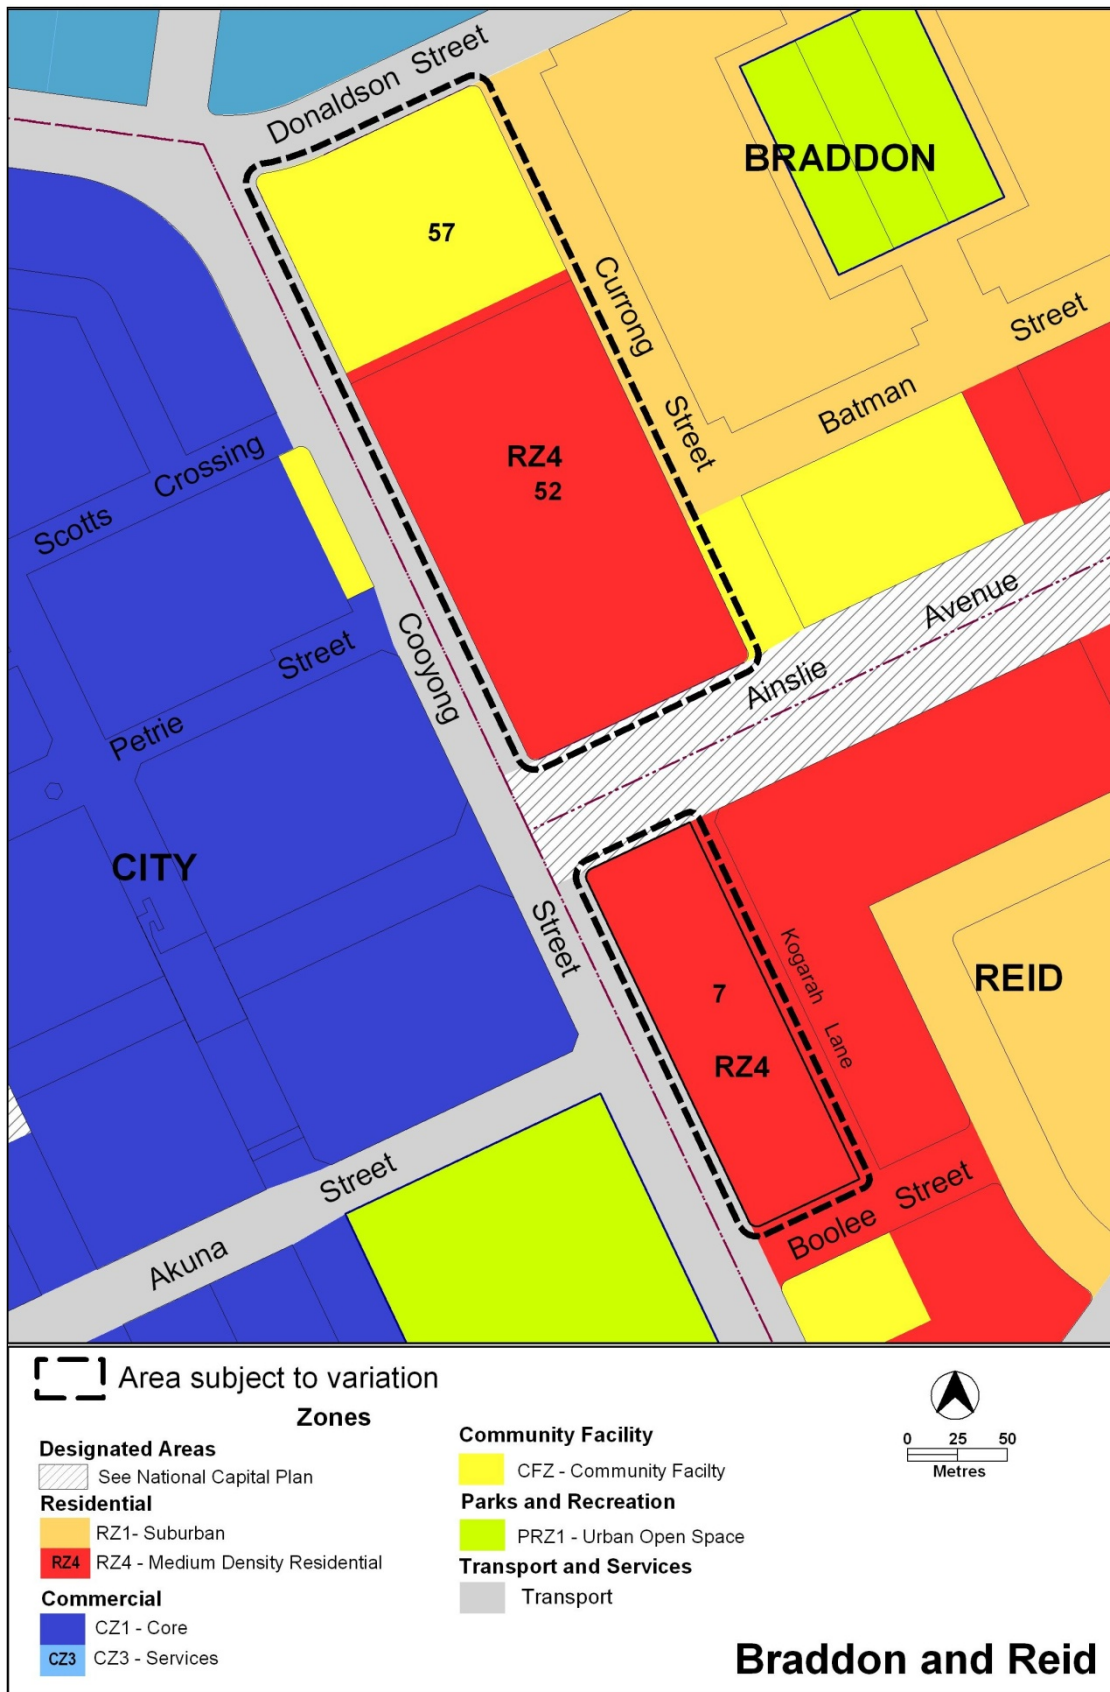 Donaldson Street
BRADDON
57
Currong Street
Street
Batman
Scotts Crossing
RZ4
52
Avenue
Ainslie
Petrie Street
Cooyong
CITY
Street
Kogarah Lane
REID
7
RZ4
Boolee Street
Akuna Street
Area subject to variation
Zones
Designated Areas
See National Capital Plan
Residential
RZ1- Suburban
RZ4 RZ4 - Medium Density Residential
Commercial
CZ1 - Core
CZ3 CZ3 - Services
Community Facility
CFZ - Community Facilty
Parks and Recreation
PRZ1 - Urban Open Space
Transport and Services
Transport
0 25 50
Metres
Braddon and Reid